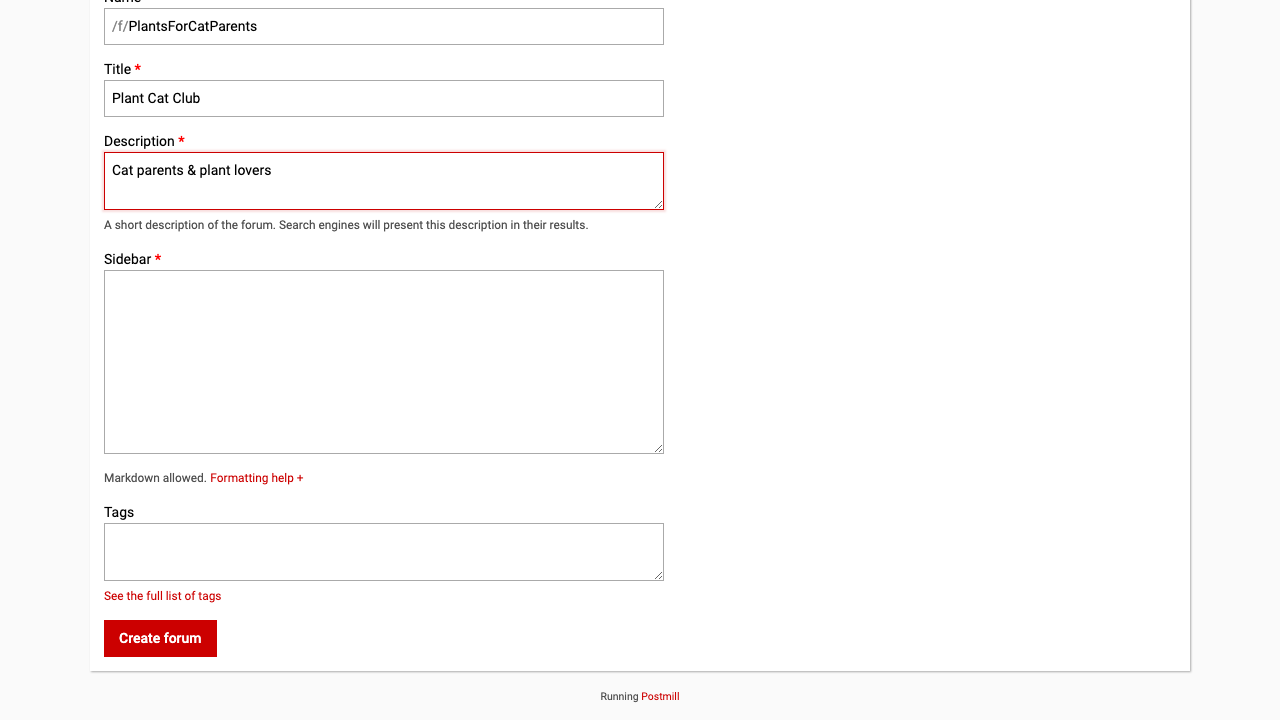 Name
/f/PlantsForCatParents
Title *
Plant Cat Club
Description *
Cat parents & plant lovers
A short description of the forum. Search engines will present this description in their results.
Sidebar *
Markdown allowed. Formatting help +
Tags
See the full list of tags
Create forum
Running Postmill